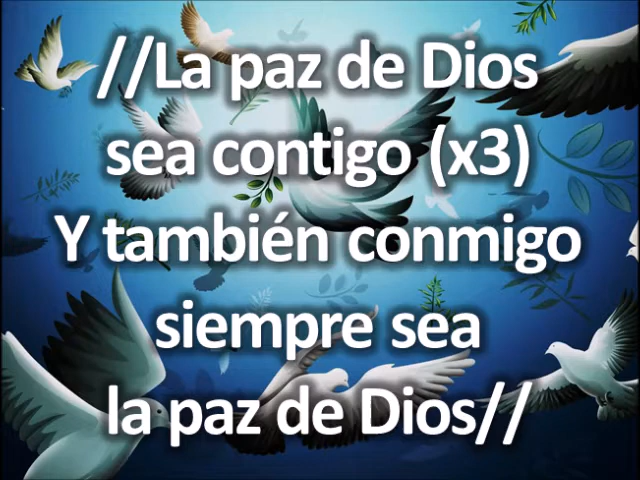 //La paz de Dios
sea contigo (x3)
Y también conmigo
siempre sea
la paz de Dios//